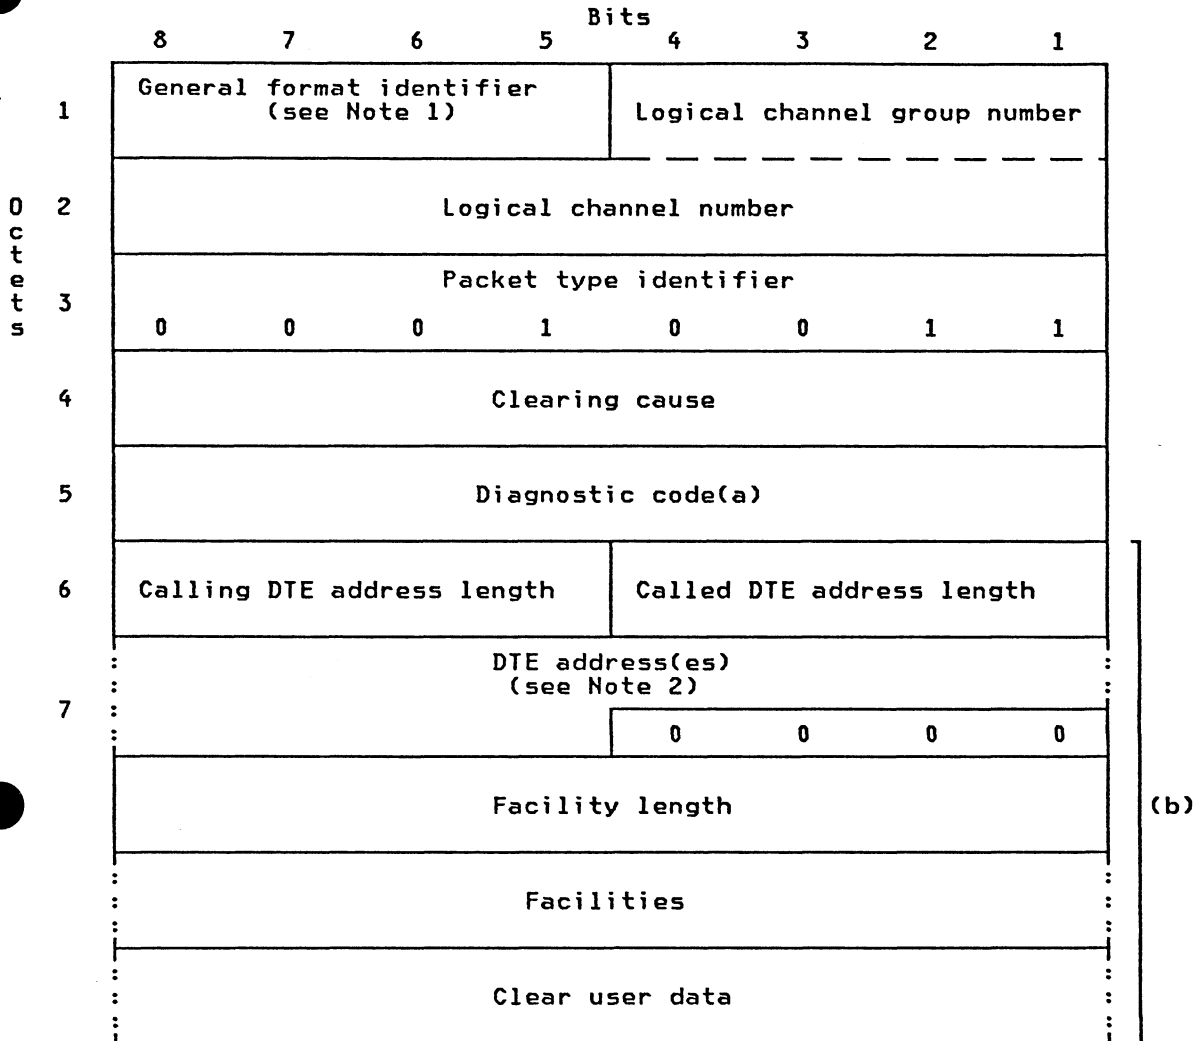 Bits
8 7 6 5 4 3 2 1
Octets
1
General format identifier
(see Note 1)
Logical channel group number
2
Logical channel number
3
Packet type identifier
0 0 0 1 0 0 1 1
4
Clearing cause
5
Diagnostic code(a)
6
Calling DTE address length
Called DTE address length
7
DTE address(es)
(see Note 2)
0 0 0 0
Facility length
(b)
Facilities
Clear user data